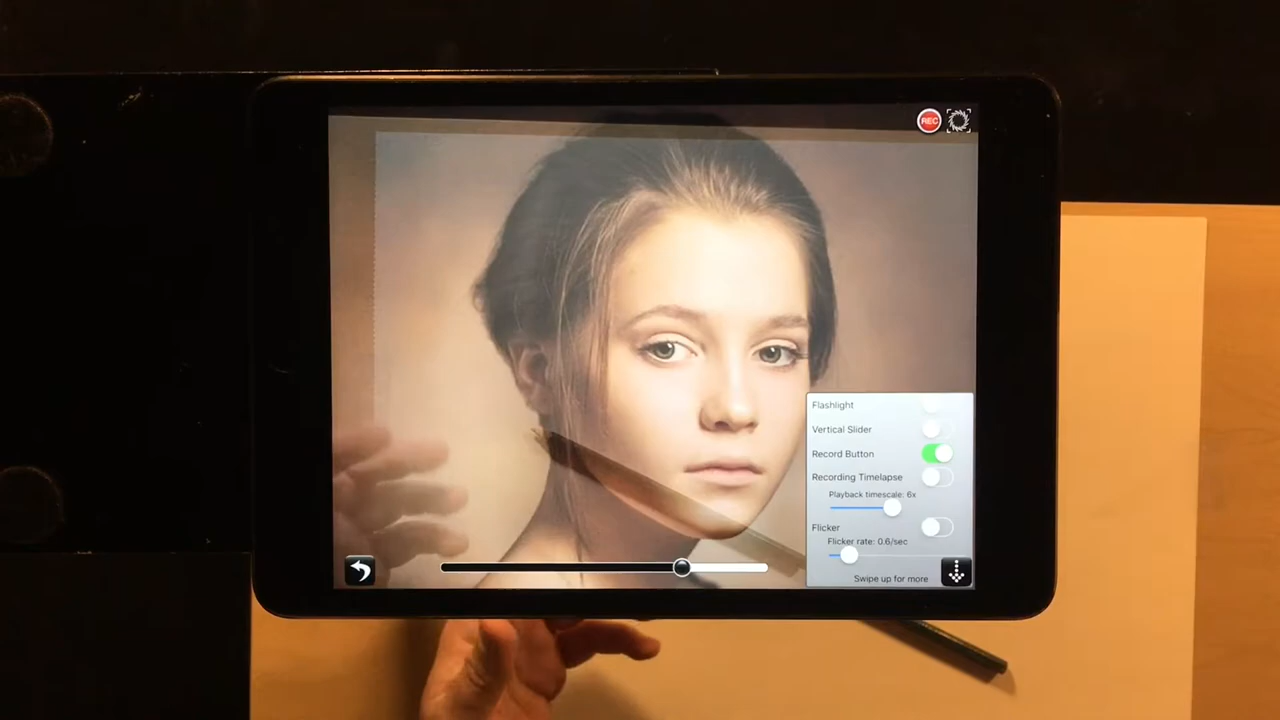 REC
Flashlight
Vertical Slider
Record Button
Recording Timelapse
Playback timescale: 6x
Flicker
Flicker rate: 0.6/sec
Swipe up for more